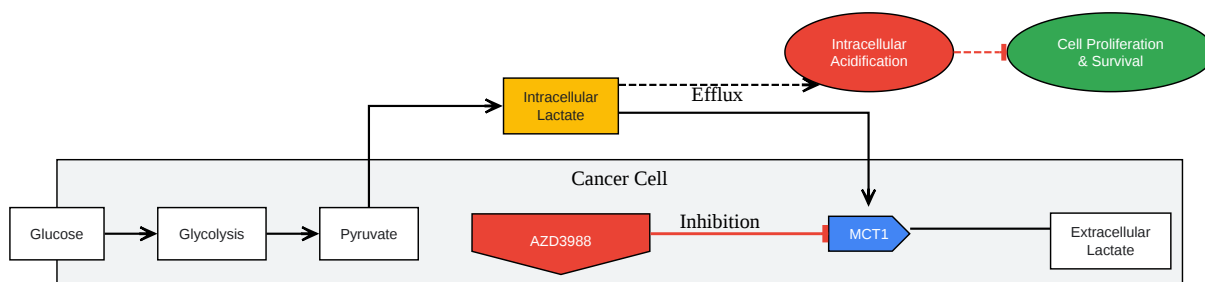 Intracellular
Acidification
Cell Proliferation
& Survival
Intracellular
Lactate
Efflux
Cancer Cell
Glucose
Glycolysis
Pyruvate
AZD3988
Inhibition
MCT1
Extracellular
Lactate